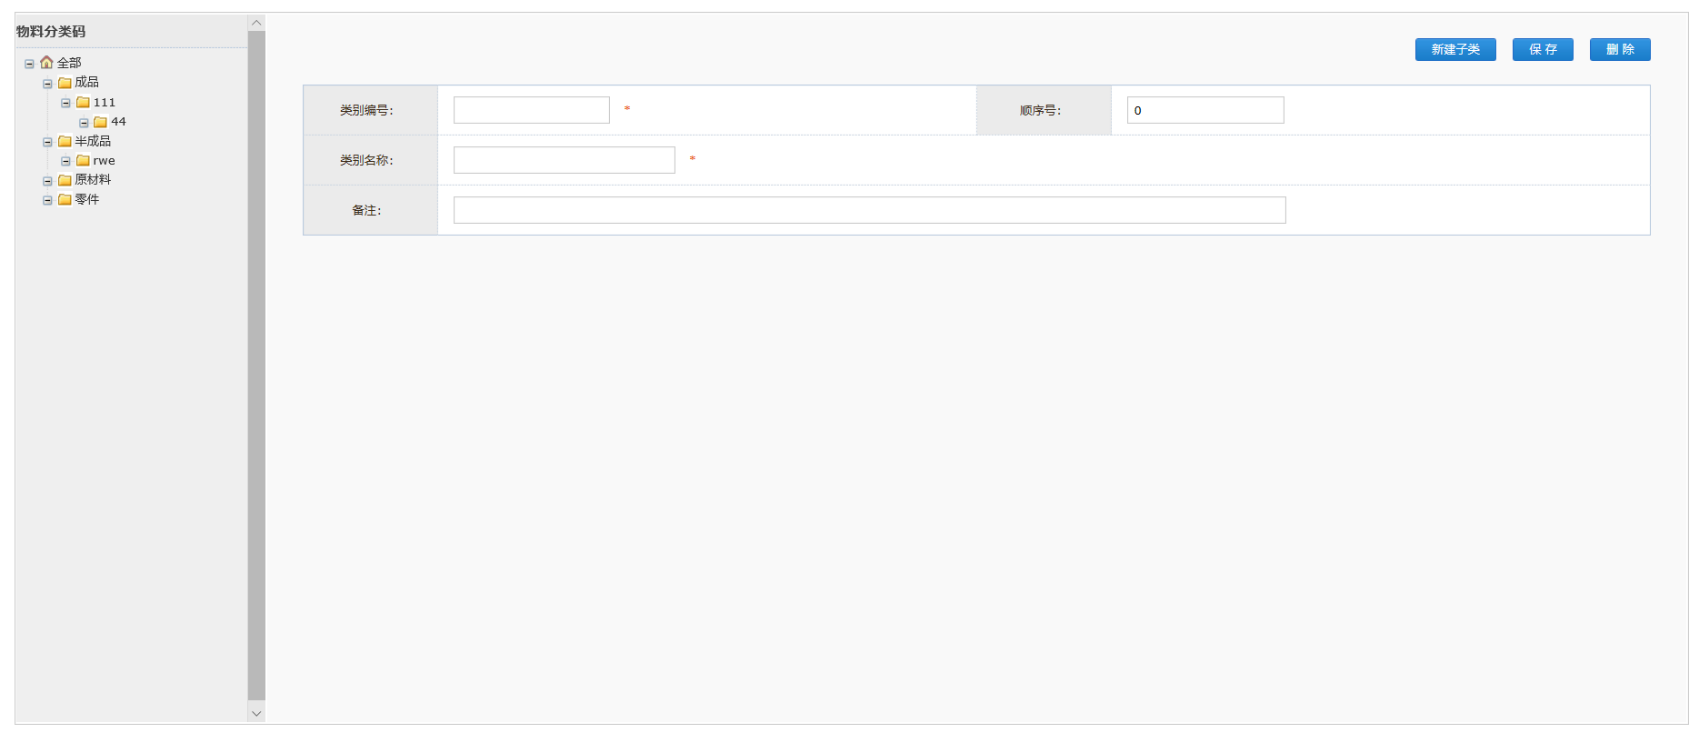 物料分类码
全部
成品
111
44
半成品
rwe
原材料
零件
新建子类 保 存 删 除
类别编号: * 顺序号: 0
类别名称: *
备注: